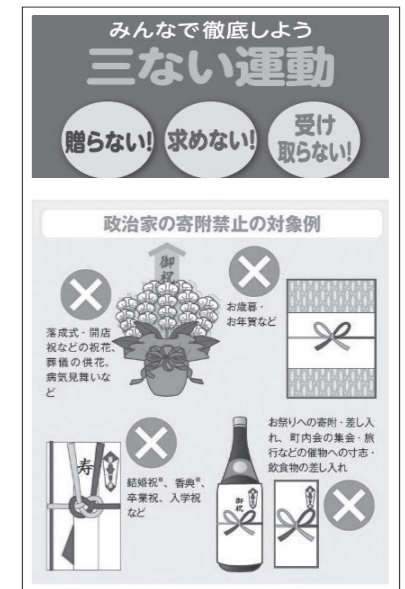 みんなで徹底しよう
三ない運動
贈らない!
求めない!
受け
取らない!
政治家の寄附禁止の対象例
御祝
落成式・開店
祝などの祝花、
葬儀の供花、
病気見舞いな
ど
お歳暮・
お年賀など
寿
結婚祝※、香典※、
卒業祝、入学祝
など
御祝
お祭りへの寄附・差し入
れ、町内会の集会・旅
行などの催物への寸志・
飲食物の差し入れ